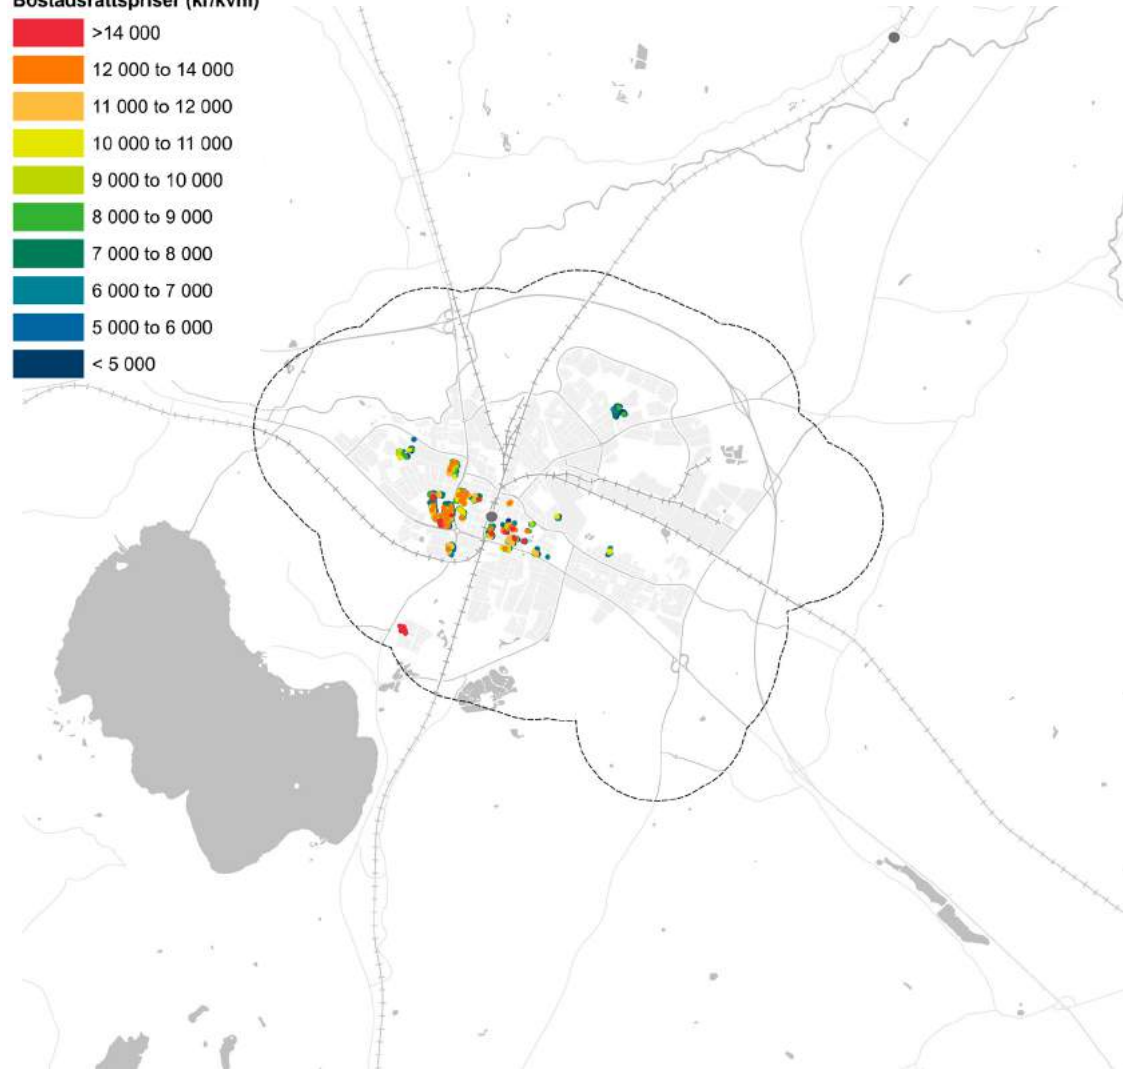 Bostadsrättspriser (kr/kvm)
>14 000
12 000 to 14 000
11 000 to 12 000
10 000 to 11 000
9 000 to 10 000
8 000 to 9 000
7 000 to 8 000
6 000 to 7 000
5 000 to 6 000
< 5 000